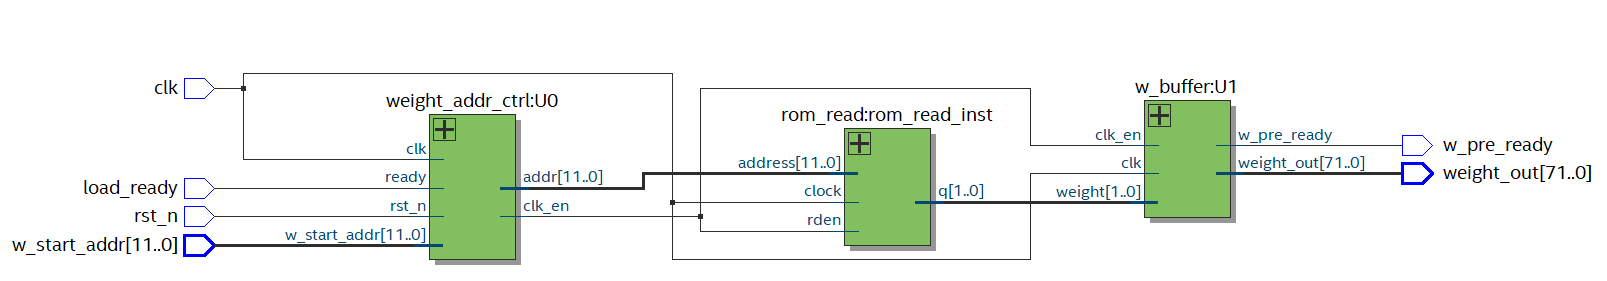 clk
load_ready
rst_n
w_start_addr[11..0]
weight_addr_ctrl:U0
clk
ready
rst_n
w_start_addr[11..0]
addr[11..0]
clk_en
rom_read:rom_read_inst
address[11..0]
clock
rden
q[1..0]
w_buffer:U1
clk_en
clk
weight[1..0]
w_pre_ready
weight_out[71..0]
w_pre_ready
weight_out[71..0]